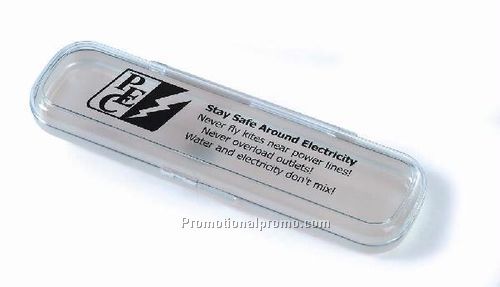 PEC
Stay Safe Around Electricity
Never fly kites near power lines!
Never overload outlets!
Water and electricity don't mix!
Promotionalpromo.com